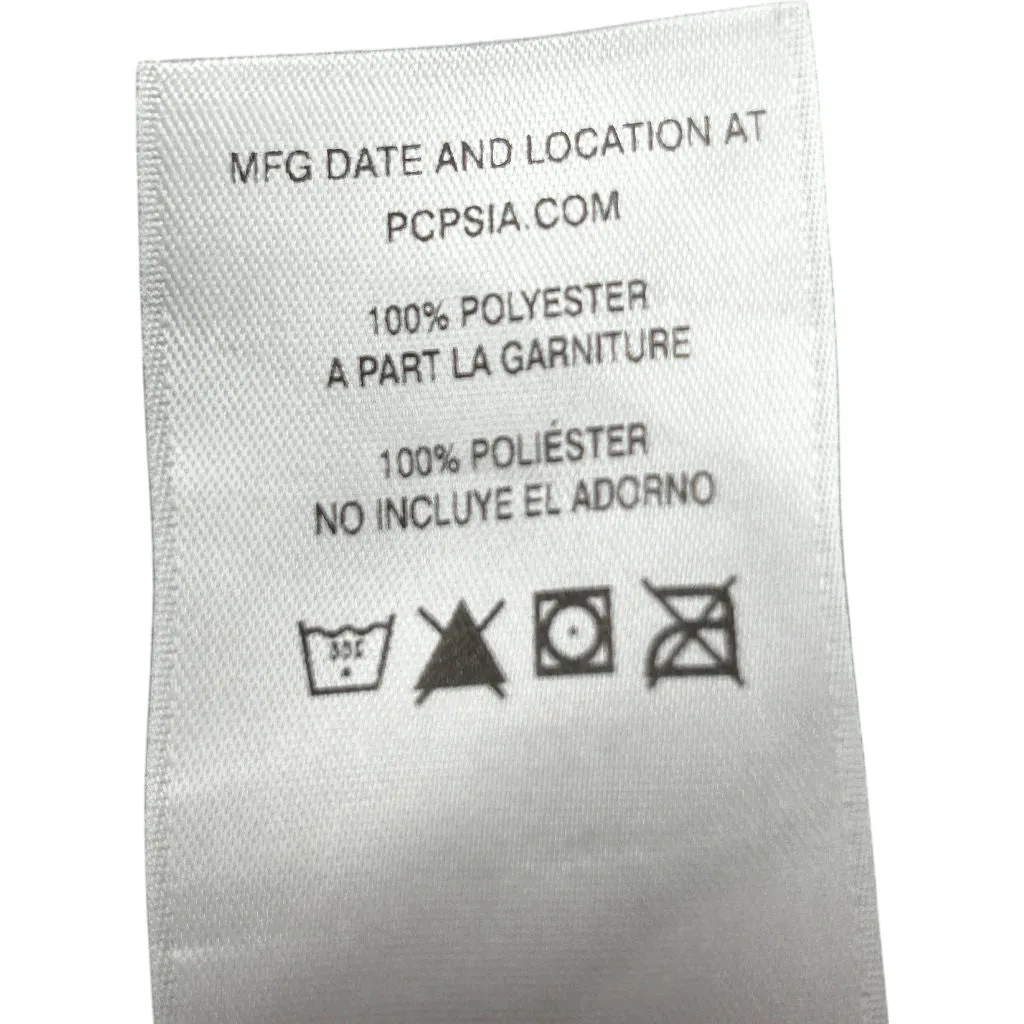 MFG DATE AND LOCATION AT
PCPSIA.COM
100% POLYESTER
A PART LA GARNITURE
100% POLIÉSTER
NO INCLUYE EL ADORNO